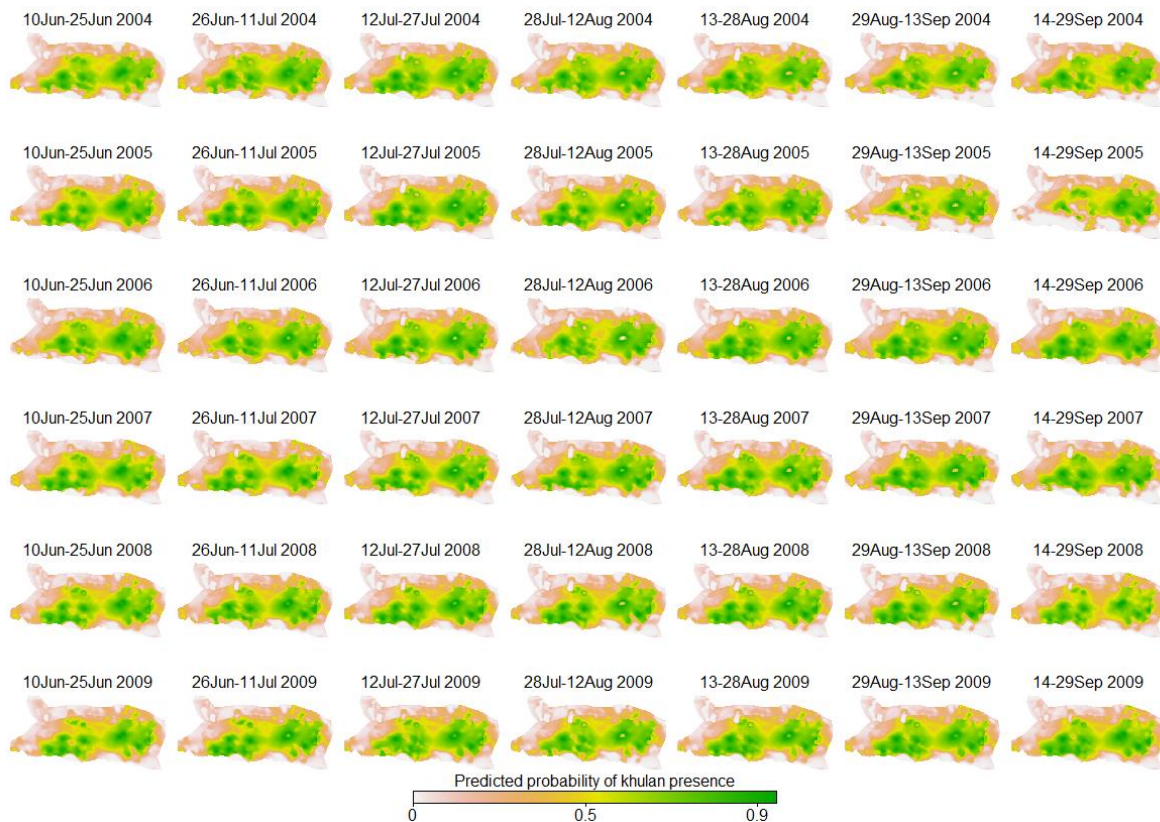 10Jun-25Jun 2004 26Jun-11Jul 2004 12Jul-27Jul 2004 28Jul-12Aug 2004 13-28Aug 2004 29Aug-13Sep 2004 14-29Sep 2004
10Jun-25Jun 2005 26Jun-11Jul 2005 12Jul-27Jul 2005 28Jul-12Aug 2005 13-28Aug 2005 29Aug-13Sep 2005 14-29Sep 2005
10Jun-25Jun 2006 26Jun-11Jul 2006 12Jul-27Jul 2006 28Jul-12Aug 2006 13-28Aug 2006 29Aug-13Sep 2006 14-29Sep 2006
10Jun-25Jun 2007 26Jun-11Jul 2007 12Jul-27Jul 2007 28Jul-12Aug 2007 13-28Aug 2007 29Aug-13Sep 2007 14-29Sep 2007
10Jun-25Jun 2008 26Jun-11Jul 2008 12Jul-27Jul 2008 28Jul-12Aug 2008 13-28Aug 2008 29Aug-13Sep 2008 14-29Sep 2008
10Jun-25Jun 2009 26Jun-11Jul 2009 12Jul-27Jul 2009 28Jul-12Aug 2009 13-28Aug 2009 29Aug-13Sep 2009 14-29Sep 2009
Predicted probability of khulan presence
0 0.5 0.9